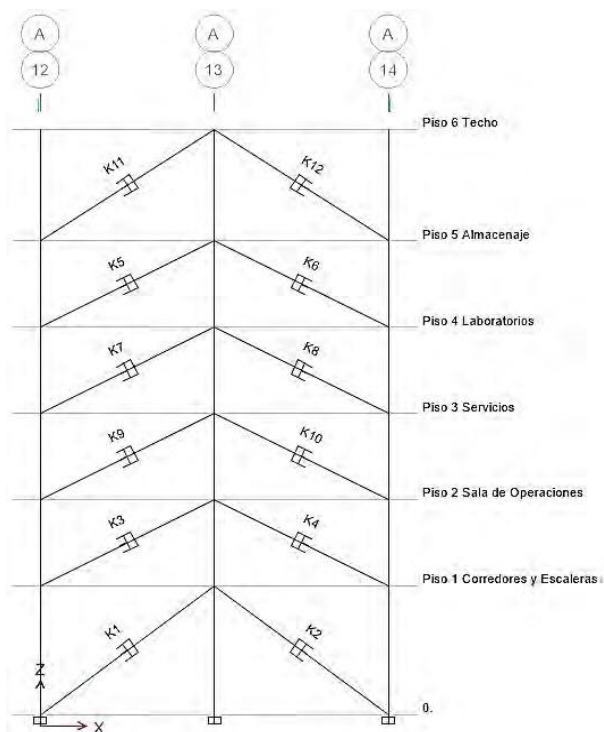 A A A
12 13 14
Piso 6 Techo
K11 K12
Piso 5 Almacenaje
K5 K6
Piso 4 Laboratorios
K7 K8
Piso 3 Servicios
K9 K10
Piso 2 Sala de Operaciones
K3 K4
Piso 1 Corredores y Escaleras
K1 K2
Z
X
0.